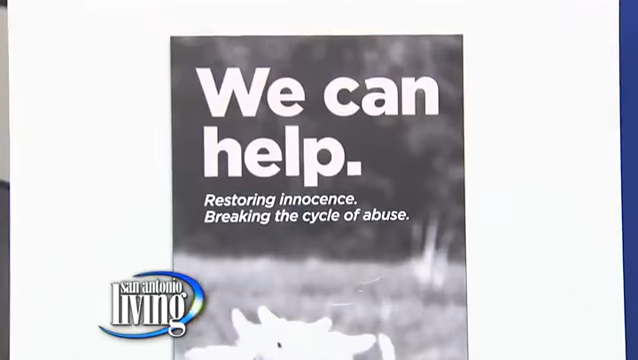 We can
help.
Restoring innocence.
Breaking the cycle of abuse.
san antonio
living